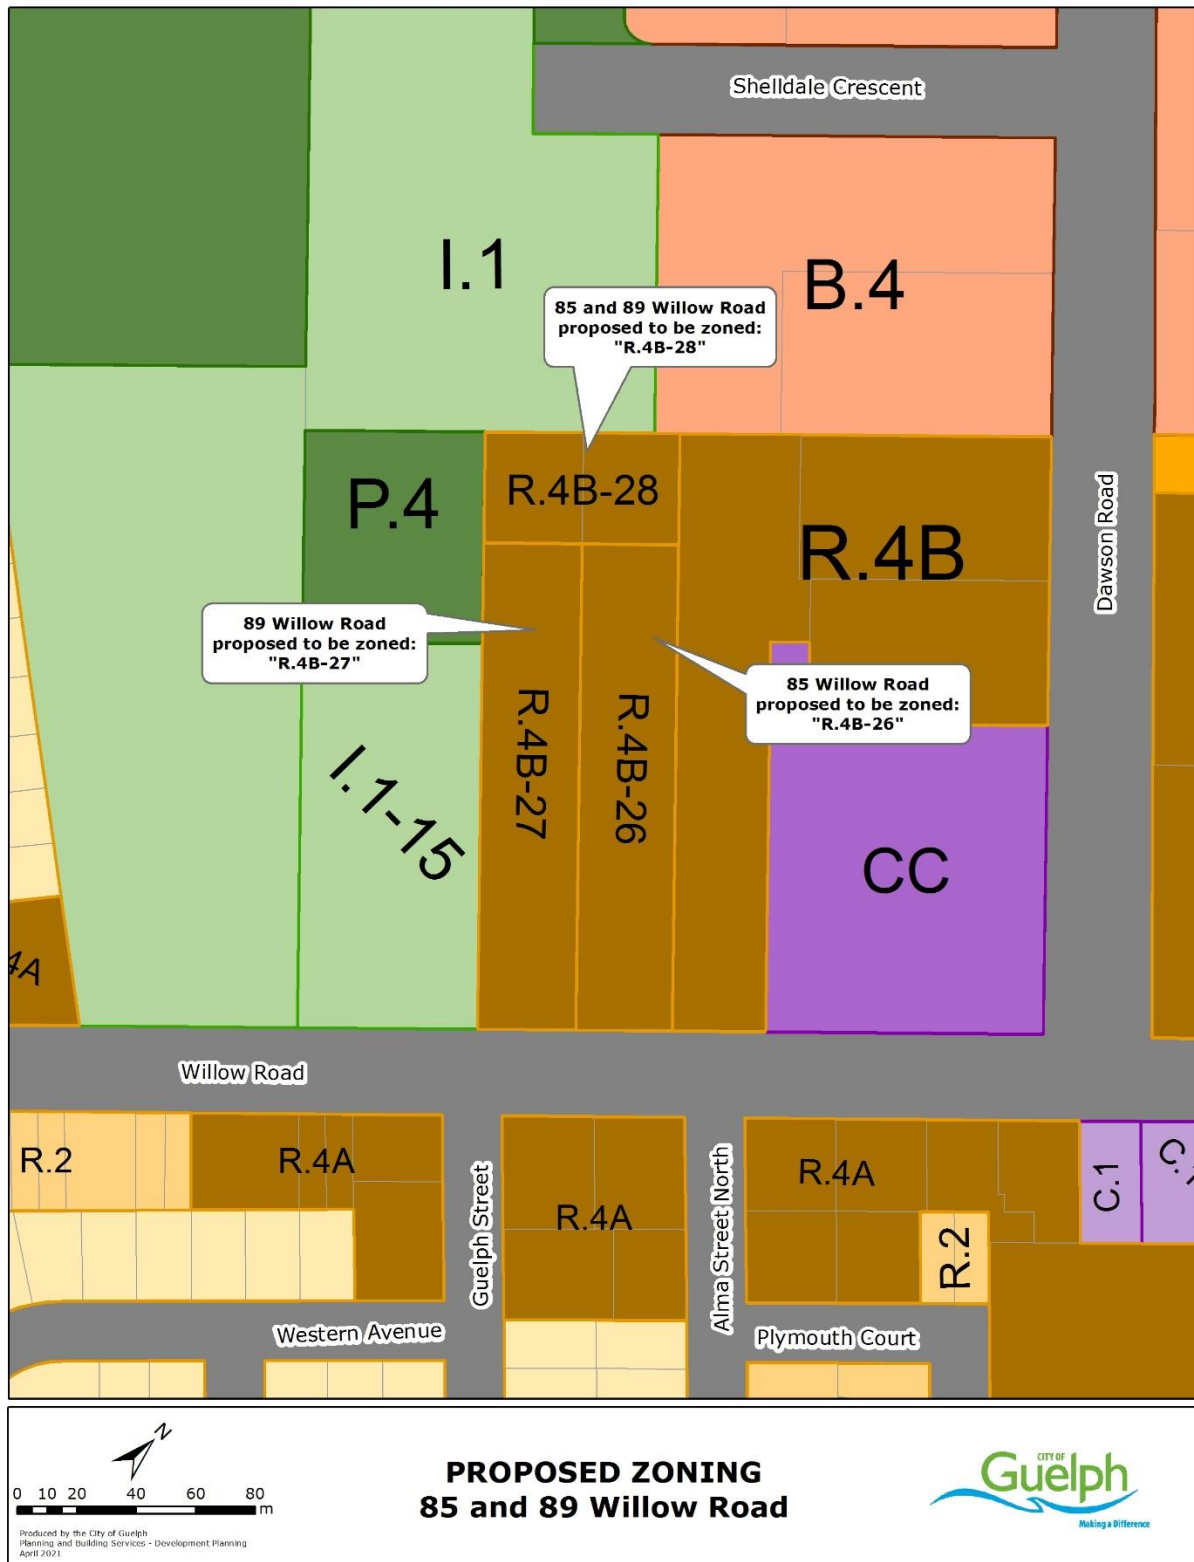 Shelldale Crescent
I.1
B.4
85 and 89 Willow Road
proposed to be zoned:
"R.4B-28"
P.4
R.4B-28
R.4B
Dawson Road
89 Willow Road
proposed to be zoned:
"R.4B-27"
85 Willow Road
proposed to be zoned:
"R.4B-26"
R.4B-27
R.4B-26
I.1-15
CC
4A
Willow Road
R.2
R.4A
Guelph Street
R.4A
Alma Street North
R.4A
R.2
C.1
C.1
Western Avenue
Plymouth Court
N
0 10 20 40 60 80
m
Produced by the City of Guelph
Planning and Building Services - Development Planning
April 2021
PROPOSED ZONING
85 and 89 Willow Road
CITY OF
Guelph
Making a Difference